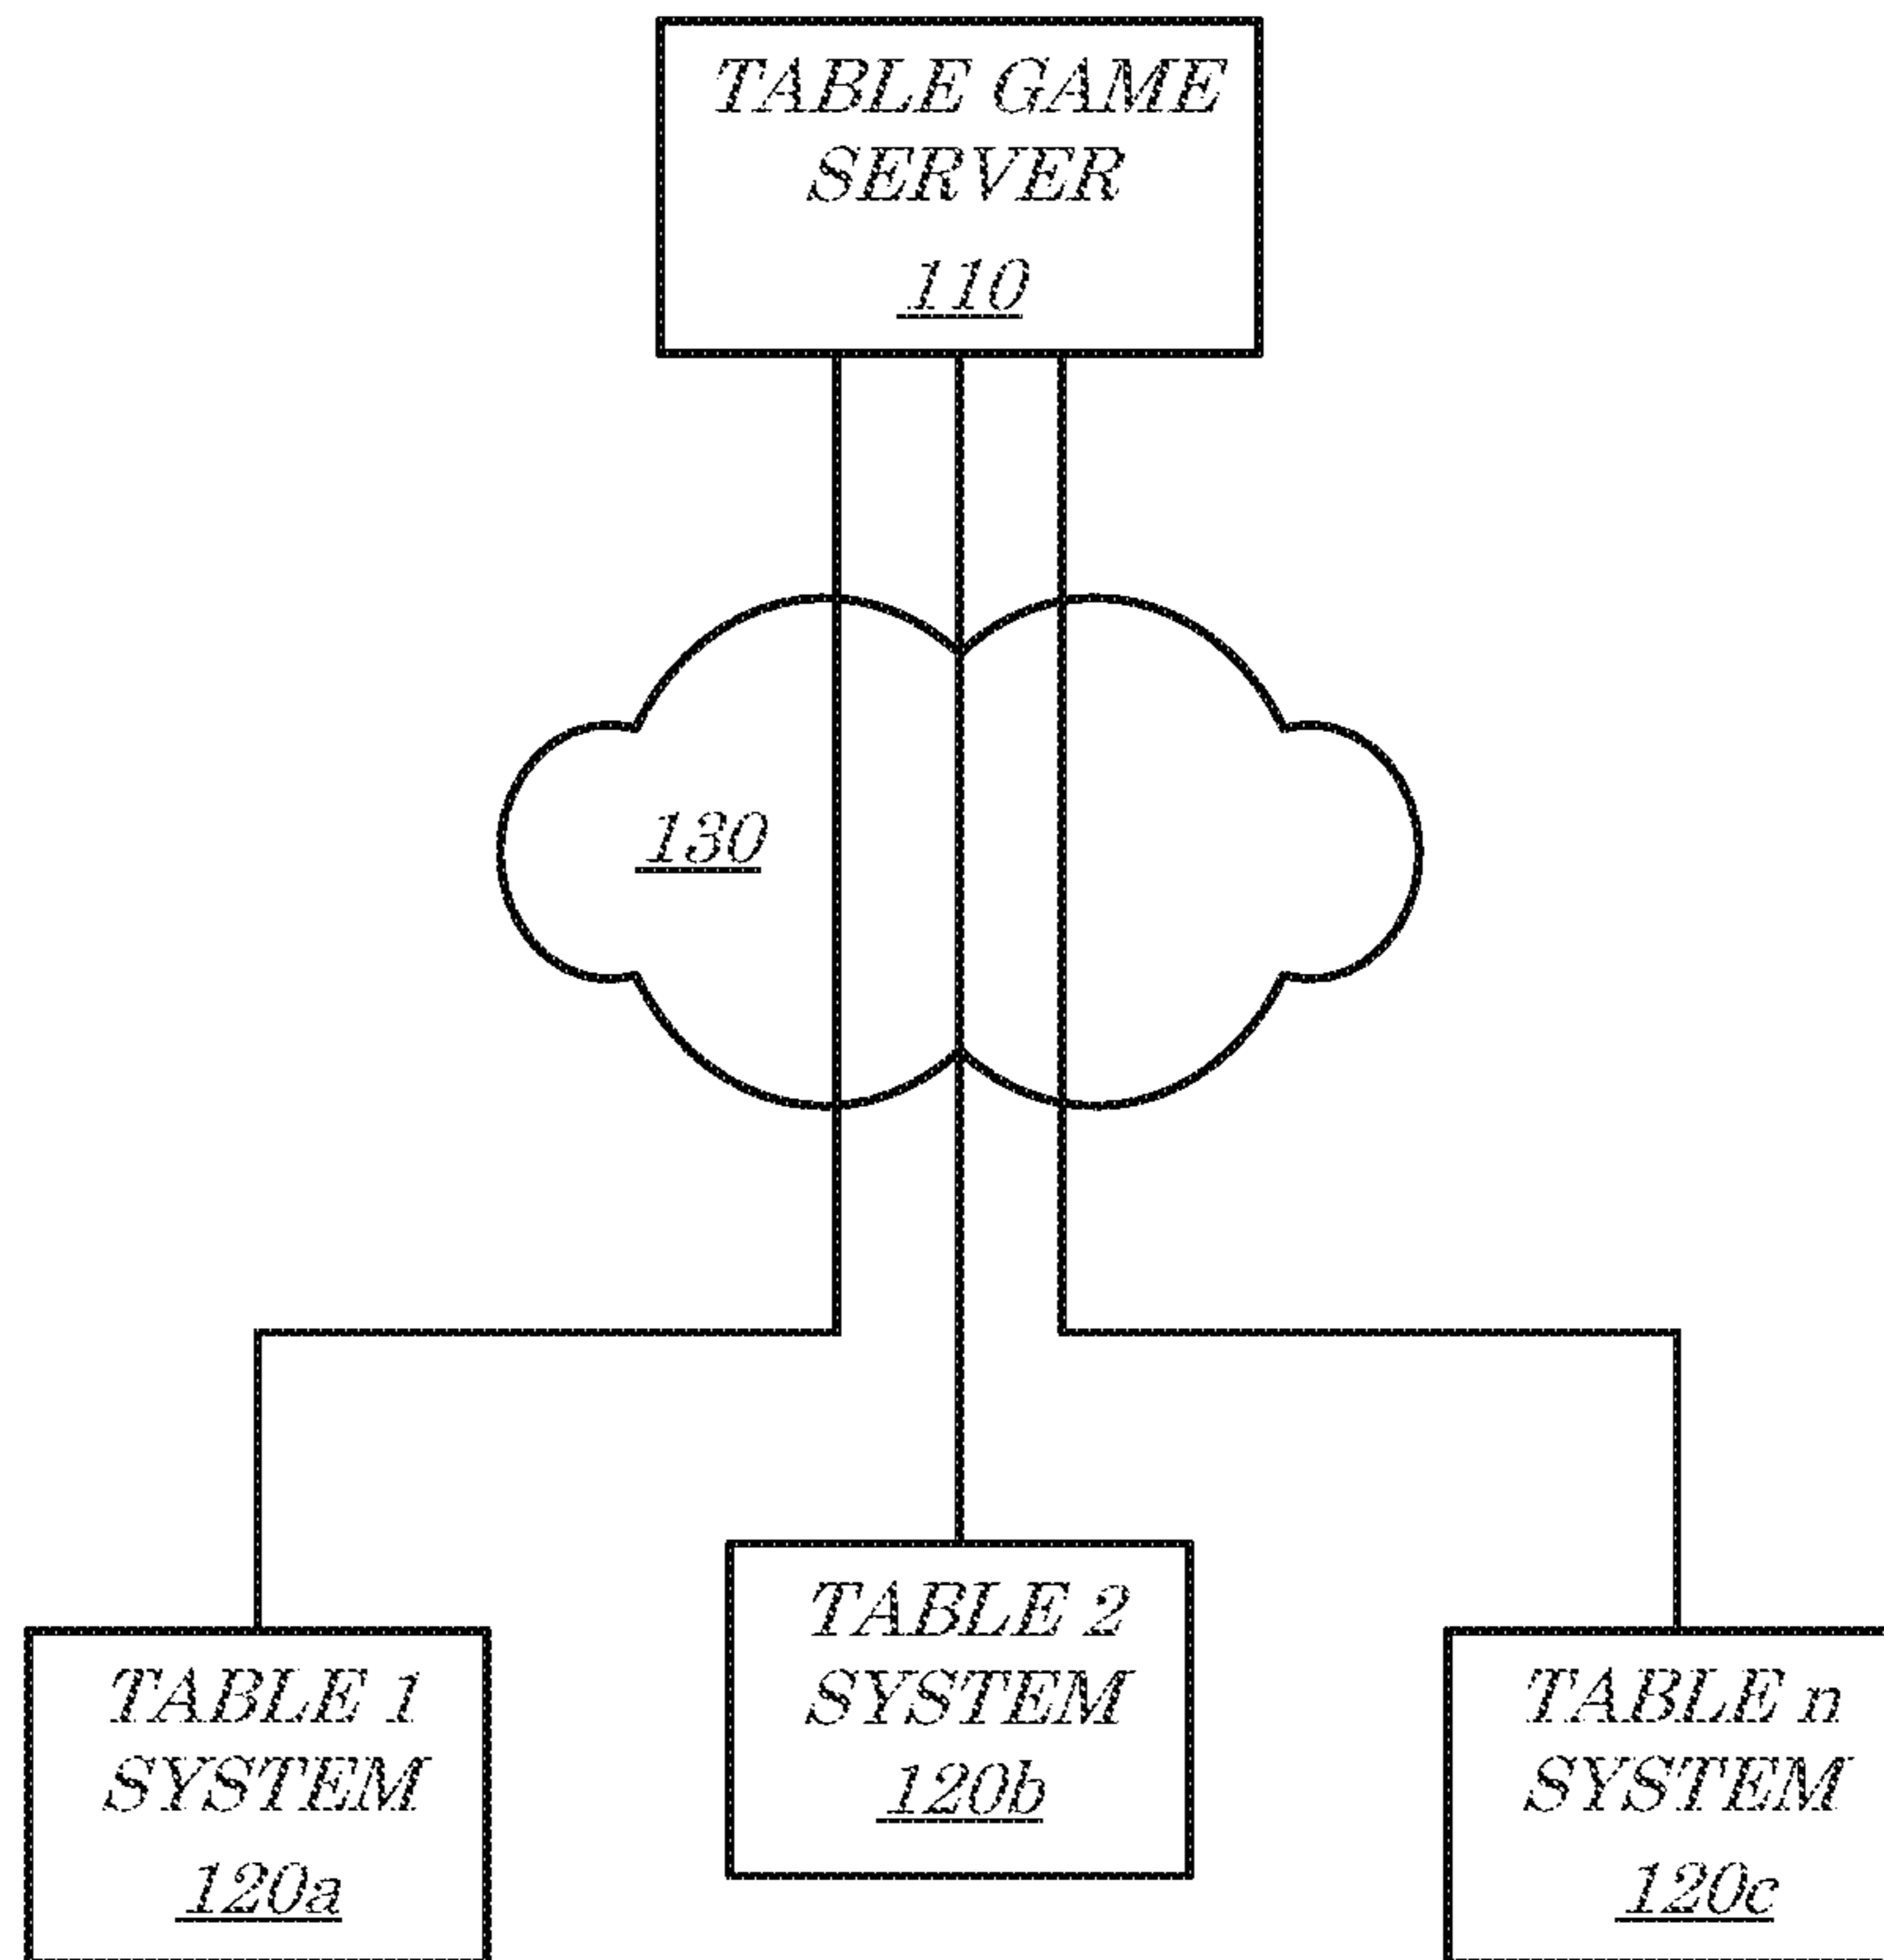 TABLE GAME
SERVER
110
130
TABLE 1
SYSTEM
120a
TABLE 2
SYSTEM
120b
TABLE n
SYSTEM
120c